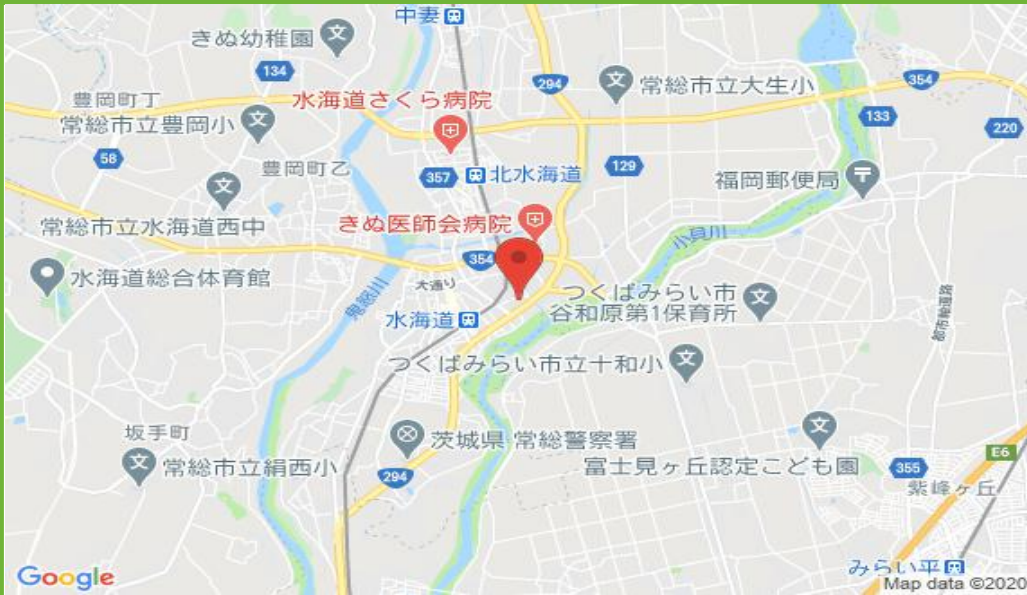 中妻
きぬ幼稚園
134
294
常総市立大生小
354
豊岡町丁
水海道さくら病院
常総市立豊岡小
133
220
58
豊岡町乙
357
北水海道
129
福岡郵便局
常総市立水海道西中
きぬ医師会病院
小貝川
354
水海道総合体育館
大通り
つくばみらい市
谷和原第1保育所
鬼怒川
都市軸道路
水海道
つくばみらい市立十和小
坂手町
茨城県 常総警察署
常総市立絹西小
294
富士見ヶ丘認定こども園
355
E6
紫峰ヶ丘
みらい平
Google
Map data ©2020